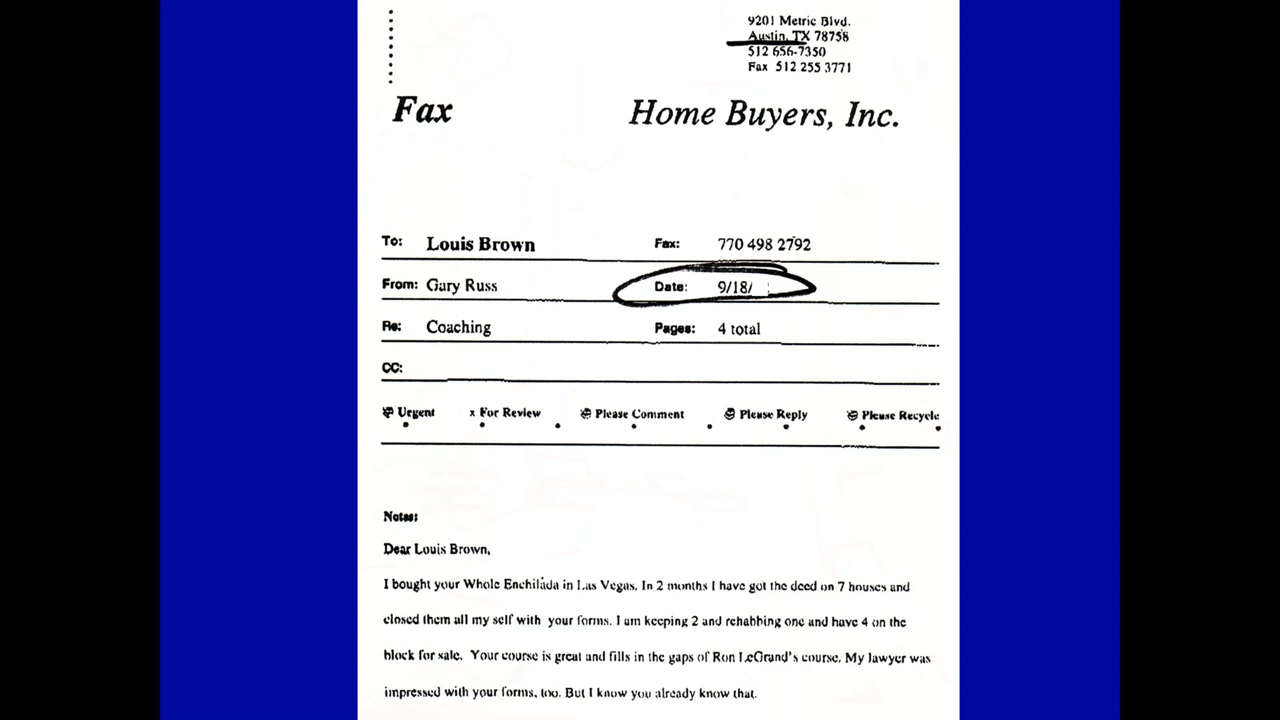 9201 Metric Blvd.
Austin, TX 78758
512 656-7350
Fax 512 255 3771
Fax Home Buyers, Inc.
To: Louis Brown Fax: 770 498 2792
From: Gary Russ Date: 9/18/
Re: Coaching Pages: 4 total
CC:
Urgent x For Review Please Comment Please Reply Please Recycle
Notes:
Dear Louis Brown,
I bought your Whole Enchilada in Las Vegas. In 2 months I have got the deed on 7 houses and
closed them all my self with your forms. I am keeping 2 and rehabbing one and have 4 on the
block for sale. Your course is great and fills in the gaps of Ron LeGrand's course. My lawyer was
impressed with your forms, too. But I know you already know that.